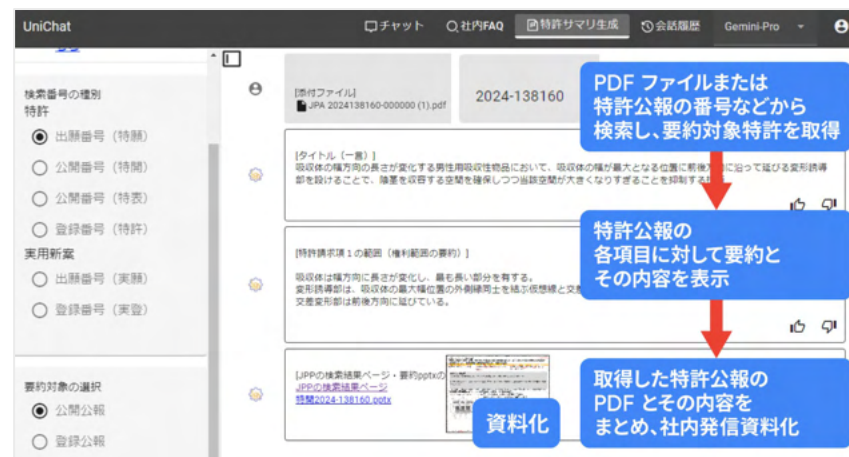 UniChat
チャット
社内FAQ
特許サマリ生成
会話履歴
Gemini-Pro
検索番号の種別
特許
出願番号（特願）
公開番号（特開）
公開番号（特表）
登録番号（特許）
実用新案
出願番号（実願）
登録番号（実登）
要約対象の選択
公開公報
登録公報
[添付ファイル]
JPA 2024138160-000000 (1).pdf
2024-138160
[タイトル（一言）]
吸収体の幅方向の長さが変化する男性用吸収性物品において、吸収体の幅が最大となる位置に前後方向に沿って延びる変形誘導
部を設けることで、陰茎を収容する空間を確保しつつ当該空間が大きくなりすぎることを抑制する
[特許請求項１の範囲（権利範囲の要約）]
吸収体は幅方向に長さが変化し、最も長い部分を有する。
変形誘導部は、吸収体の最大幅位置の外側縁同士を結ぶ仮想線と交差
交差変形部は前後方向に延びている。
[JPPの検索結果ページ・要約pptxの
JPPの検索結果ページ
特開2024-138160.pptx
PDF ファイルまたは
特許公報の番号などから
検索し、要約対象特許を取得
特許公報の
各項目に対して要約と
その内容を表示
取得した特許公報の
PDF とその内容を
まとめ、社内発信資料化
資料化